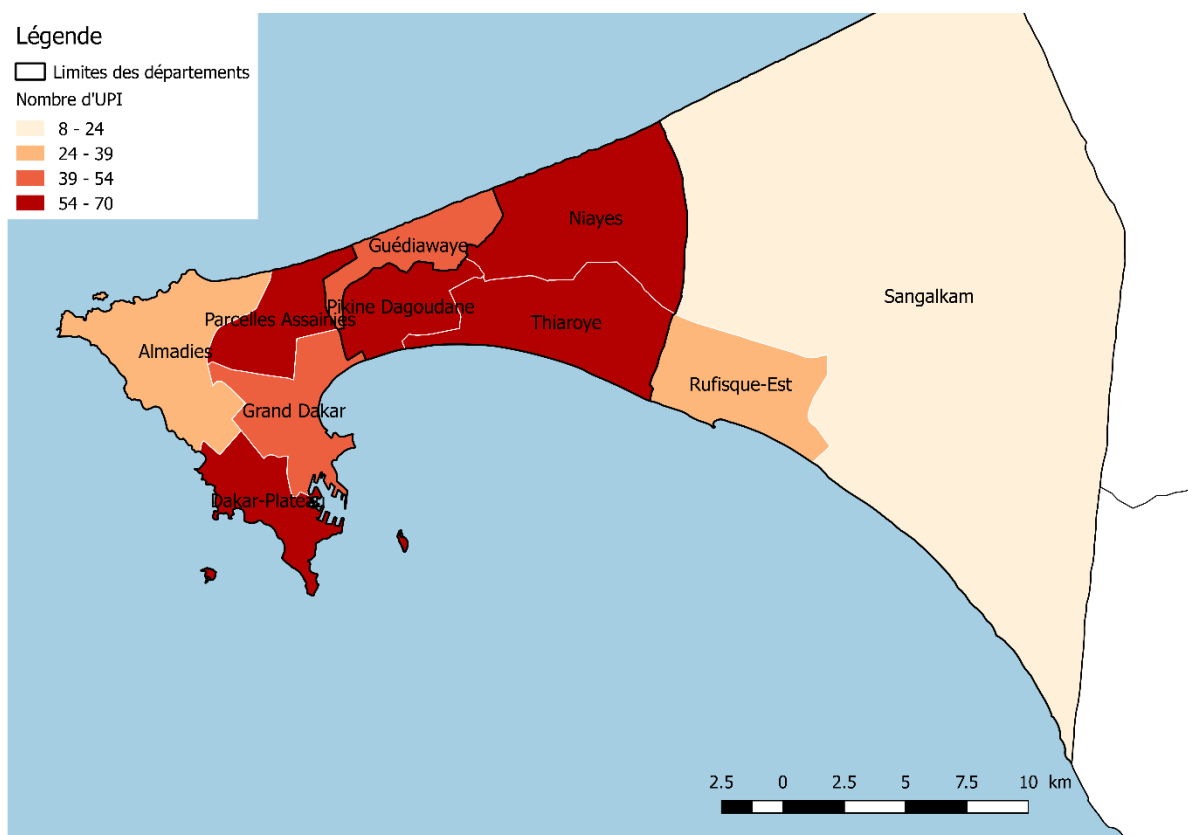 Légende
Limites des départements
Nombre d'UPI
8 - 24
24 - 39
39 - 54
54 - 70
Niayes
Guédiawaye
Sangalkam
Pikine Dagoudane
Parcelles Assainies
Thiaroye
Almadies
Rufisque-Est
Grand Dakar
Dakar-Plateau
2.5 0 2.5 5 7.5 10 km